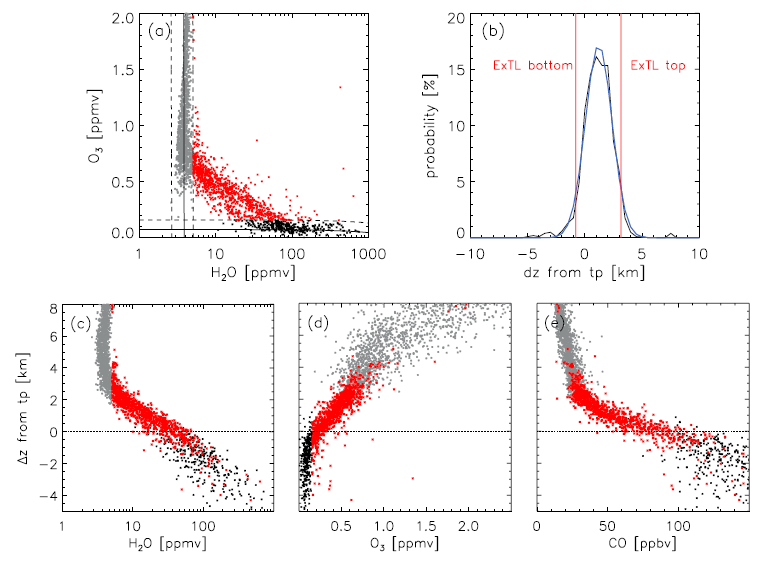 (a)
2.0
1.5
1.0
0.5
0.0
O3 [ppmv]
1
10
100
1000
H2O [ppmv]
(b)
20
15
10
5
0
probability [%]
ExTL bottom
ExTL top
−10
−5
0
5
10
dz from tp [km]
(c)
8
6
4
2
0
−2
−4
Δz from tp [km]
1
10
100
H2O [ppmv]
(d)
0.5
1.0
1.5
2.0
O3 [ppmv]
(e)
0
50
100
CO [ppbv]